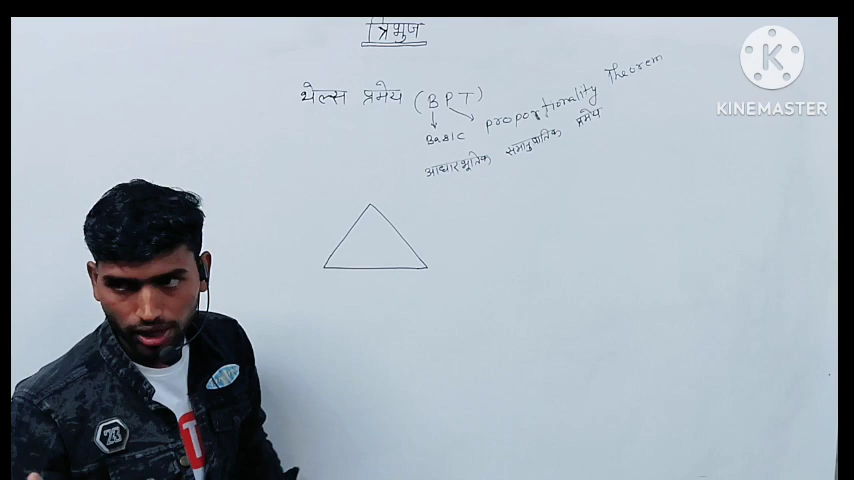 त्रिभुज
थेल्स प्रमेय (BPT)
Basic proportionality Theorem
आधारभूतिक समानुपातिक प्रमेय
KINEMASTER